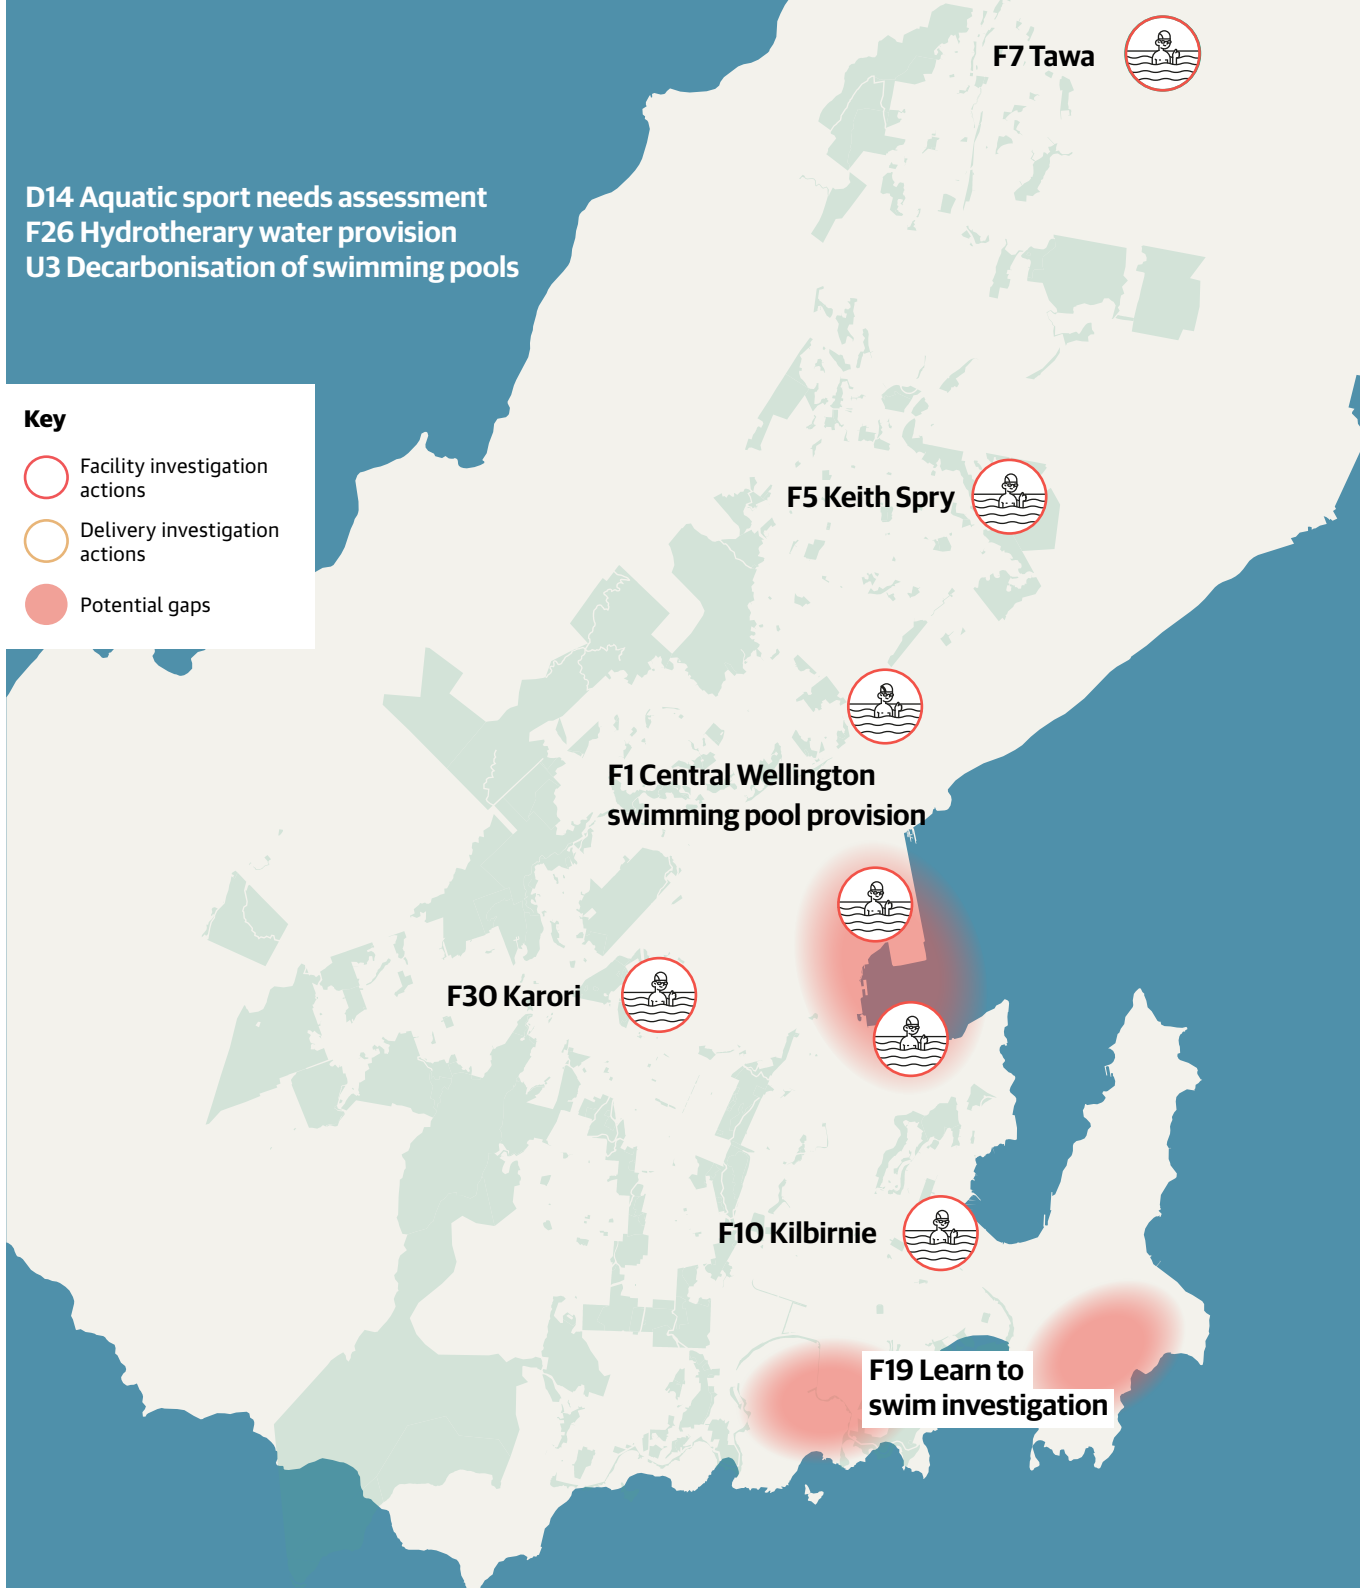 F7 Tawa
D14 Aquatic sport needs assessment
F26 Hydrotherary water provision
U3 Decarbonisation of swimming pools
Key
Facility investigation
actions
Delivery investigation
actions
Potential gaps
F5 Keith Spry
F1 Central Wellington
swimming pool provision
F30 Karori
F10 Kilbirnie
F19 Learn to
swim investigation